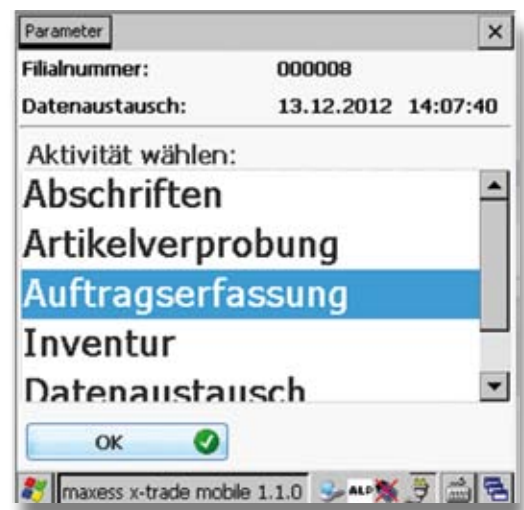 Parameter
Filialnummer: 000008
Datenaustausch: 13.12.2012 14:07:40
Aktivität wählen:
Abschriften
Artikelverprobung
Auftragserfassung
Inventur
Datenaustausch
OK
maxess x-trade mobile 1.1.0 ALP